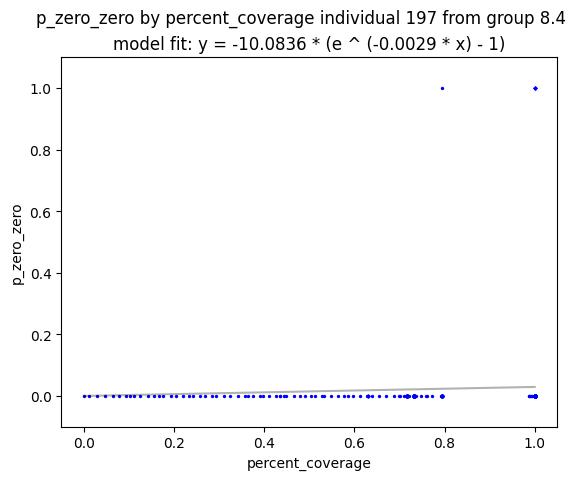 p_zero_zero by percent_coverage individual 197 from group 8.4
model fit: y = -10.0836 * (e ^ (-0.0029 * x) - 1)
1.0
0.8
0.6
0.4
0.2
0.0
p_zero_zero
0.0 0.2 0.4 0.6 0.8 1.0
percent_coverage